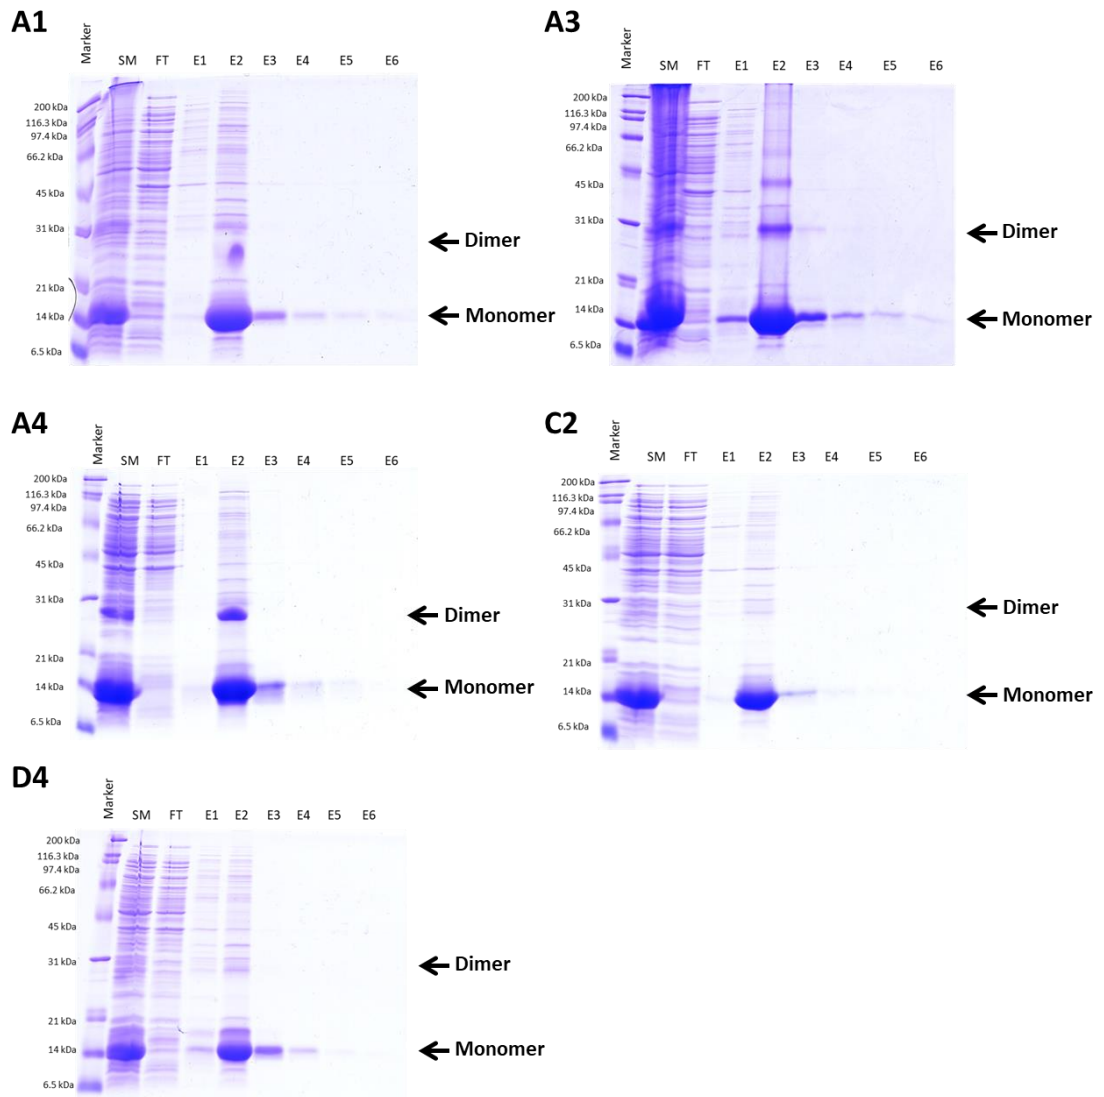 A1
Marker SM FT E1 E2 E3 E4 E5 E6
200 kDa
116.3 kDa
97.4 kDa
66.2 kDa
45 kDa
31 kDa
21 kDa
14 kDa
6.5 kDa
Dimer
Monomer
A3
Marker SM FT E1 E2 E3 E4 E5 E6
200 kDa
116.3 kDa
97.4 kDa
66.2 kDa
45 kDa
31 kDa
21 kDa
14 kDa
6.5 kDa
Dimer
Monomer
A4
Marker SM FT E1 E2 E3 E4 E5 E6
200 kDa
116.3 kDa
97.4 kDa
66.2 kDa
45 kDa
31 kDa
21 kDa
14 kDa
6.5 kDa
Dimer
Monomer
C2
Marker SM FT E1 E2 E3 E4 E5 E6
200 kDa
116.3 kDa
97.4 kDa
66.2 kDa
45 kDa
31 kDa
21 kDa
14 kDa
6.5 kDa
Dimer
Monomer
D4
Marker SM FT E1 E2 E3 E4 E5 E6
200 kDa
116.3 kDa
97.4 kDa
66.2 kDa
45 kDa
31 kDa
21 kDa
14 kDa
6.5 kDa
Dimer
Monomer